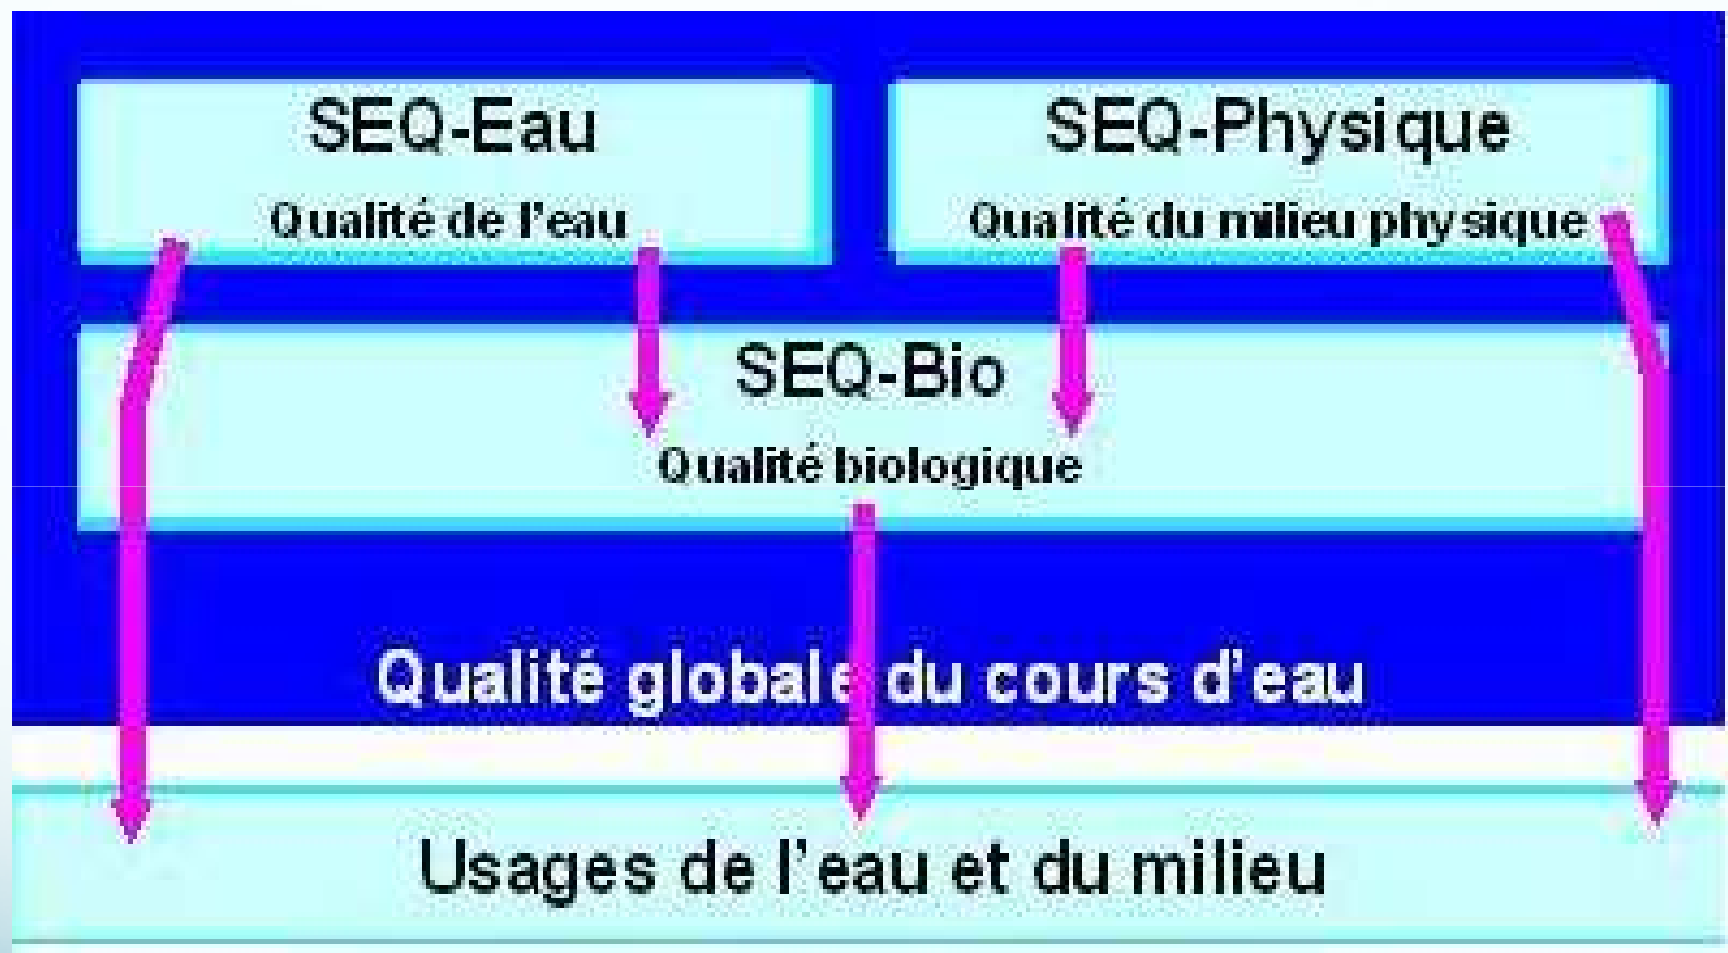 SEQ-Eau
Qualité de l'eau
SEQ-Physique
Qualité du milieu physique
SEQ-Bio
Qualité biologique
Qualité globale du cours d'eau
Usages de l'eau et du milieu